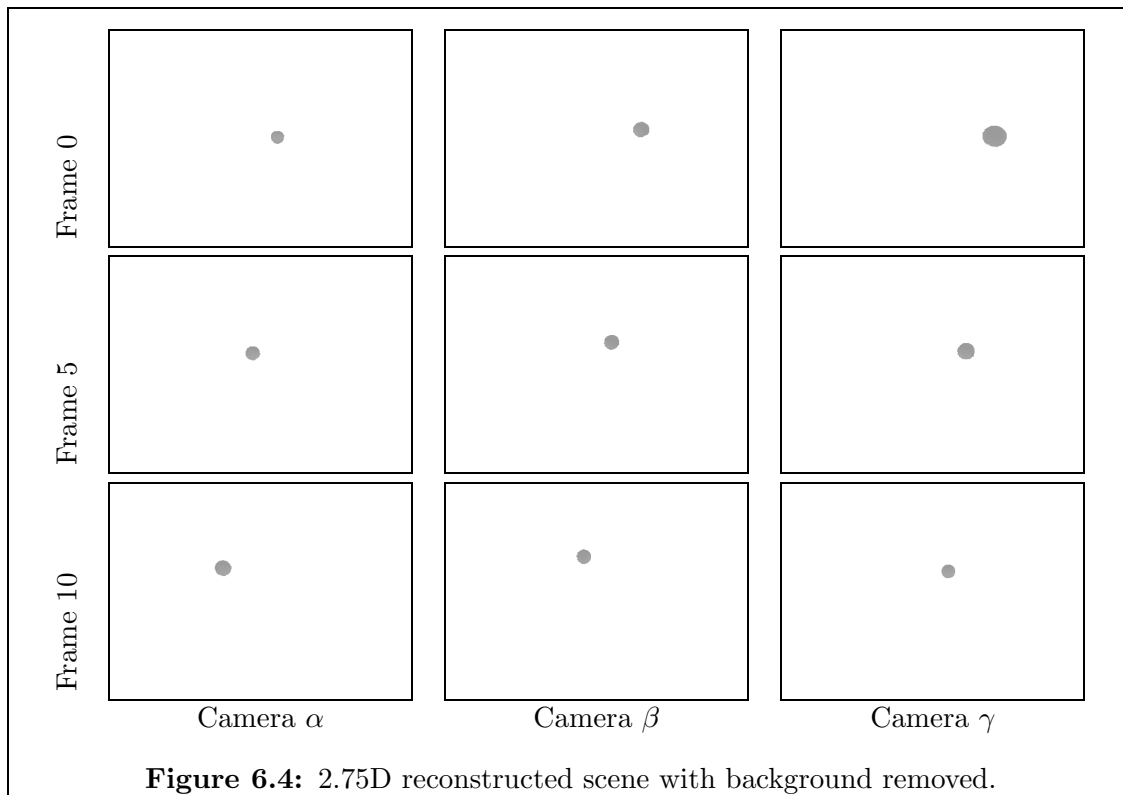 Frame 0
Frame 5
Frame 10
Camera α
Camera β
Camera γ
Figure 6.4: 2.75D reconstructed scene with background removed.